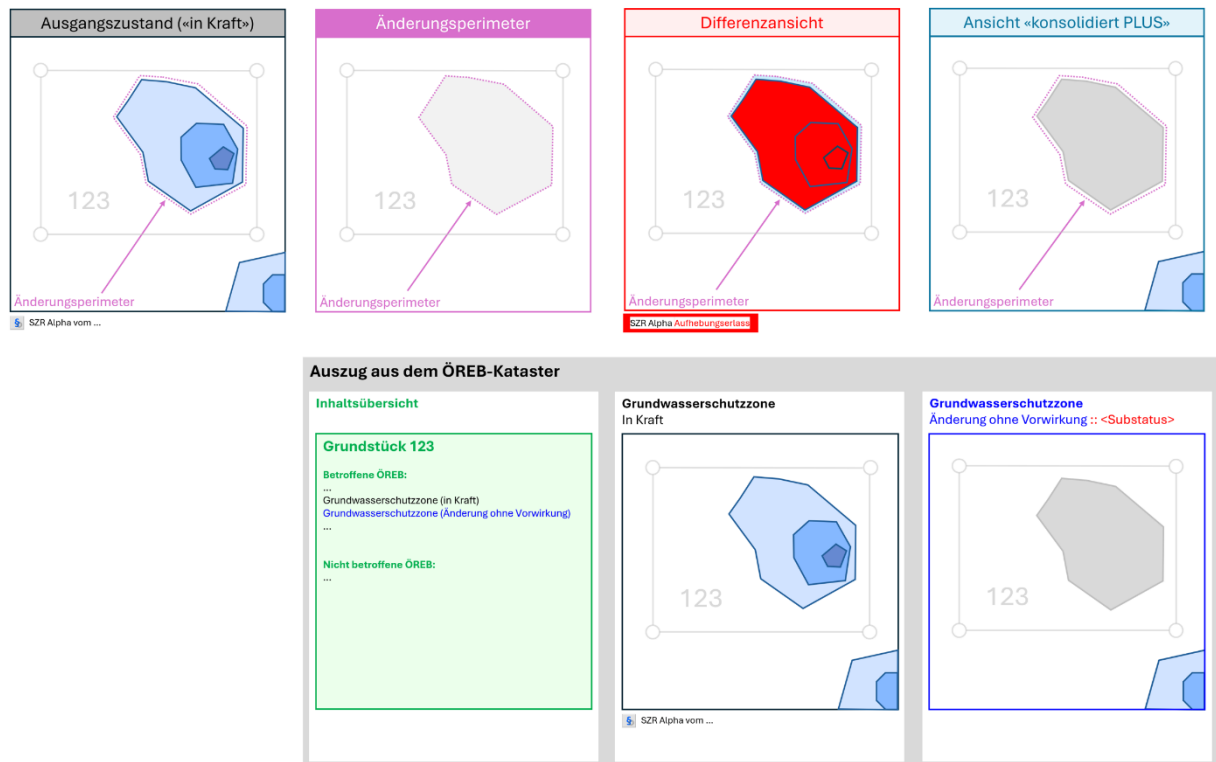 Ausgangszustand («in Kraft»)
123
Änderungsperimeter
§ SZR Alpha vom ...
Änderungsperimeter
123
Änderungsperimeter
Differenzansicht
123
Änderungsperimeter
SZR Alpha Aufhebungserlass
Ansicht «konsolidiert PLUS»
123
Änderungsperimeter
Auszug aus dem ÖREB-Kataster
Inhaltsübersicht
Grundstück 123
Betroffene ÖREB:
...
Grundwasserschutzzone (in Kraft)
Grundwasserschutzzone (Änderung ohne Vorwirkung)
...
Nicht betroffene ÖREB:
...
Grundwasserschutzzone
In Kraft
123
§ SZR Alpha vom ...
Grundwasserschutzzone
Änderung ohne Vorwirkung :: <Substatus>
123